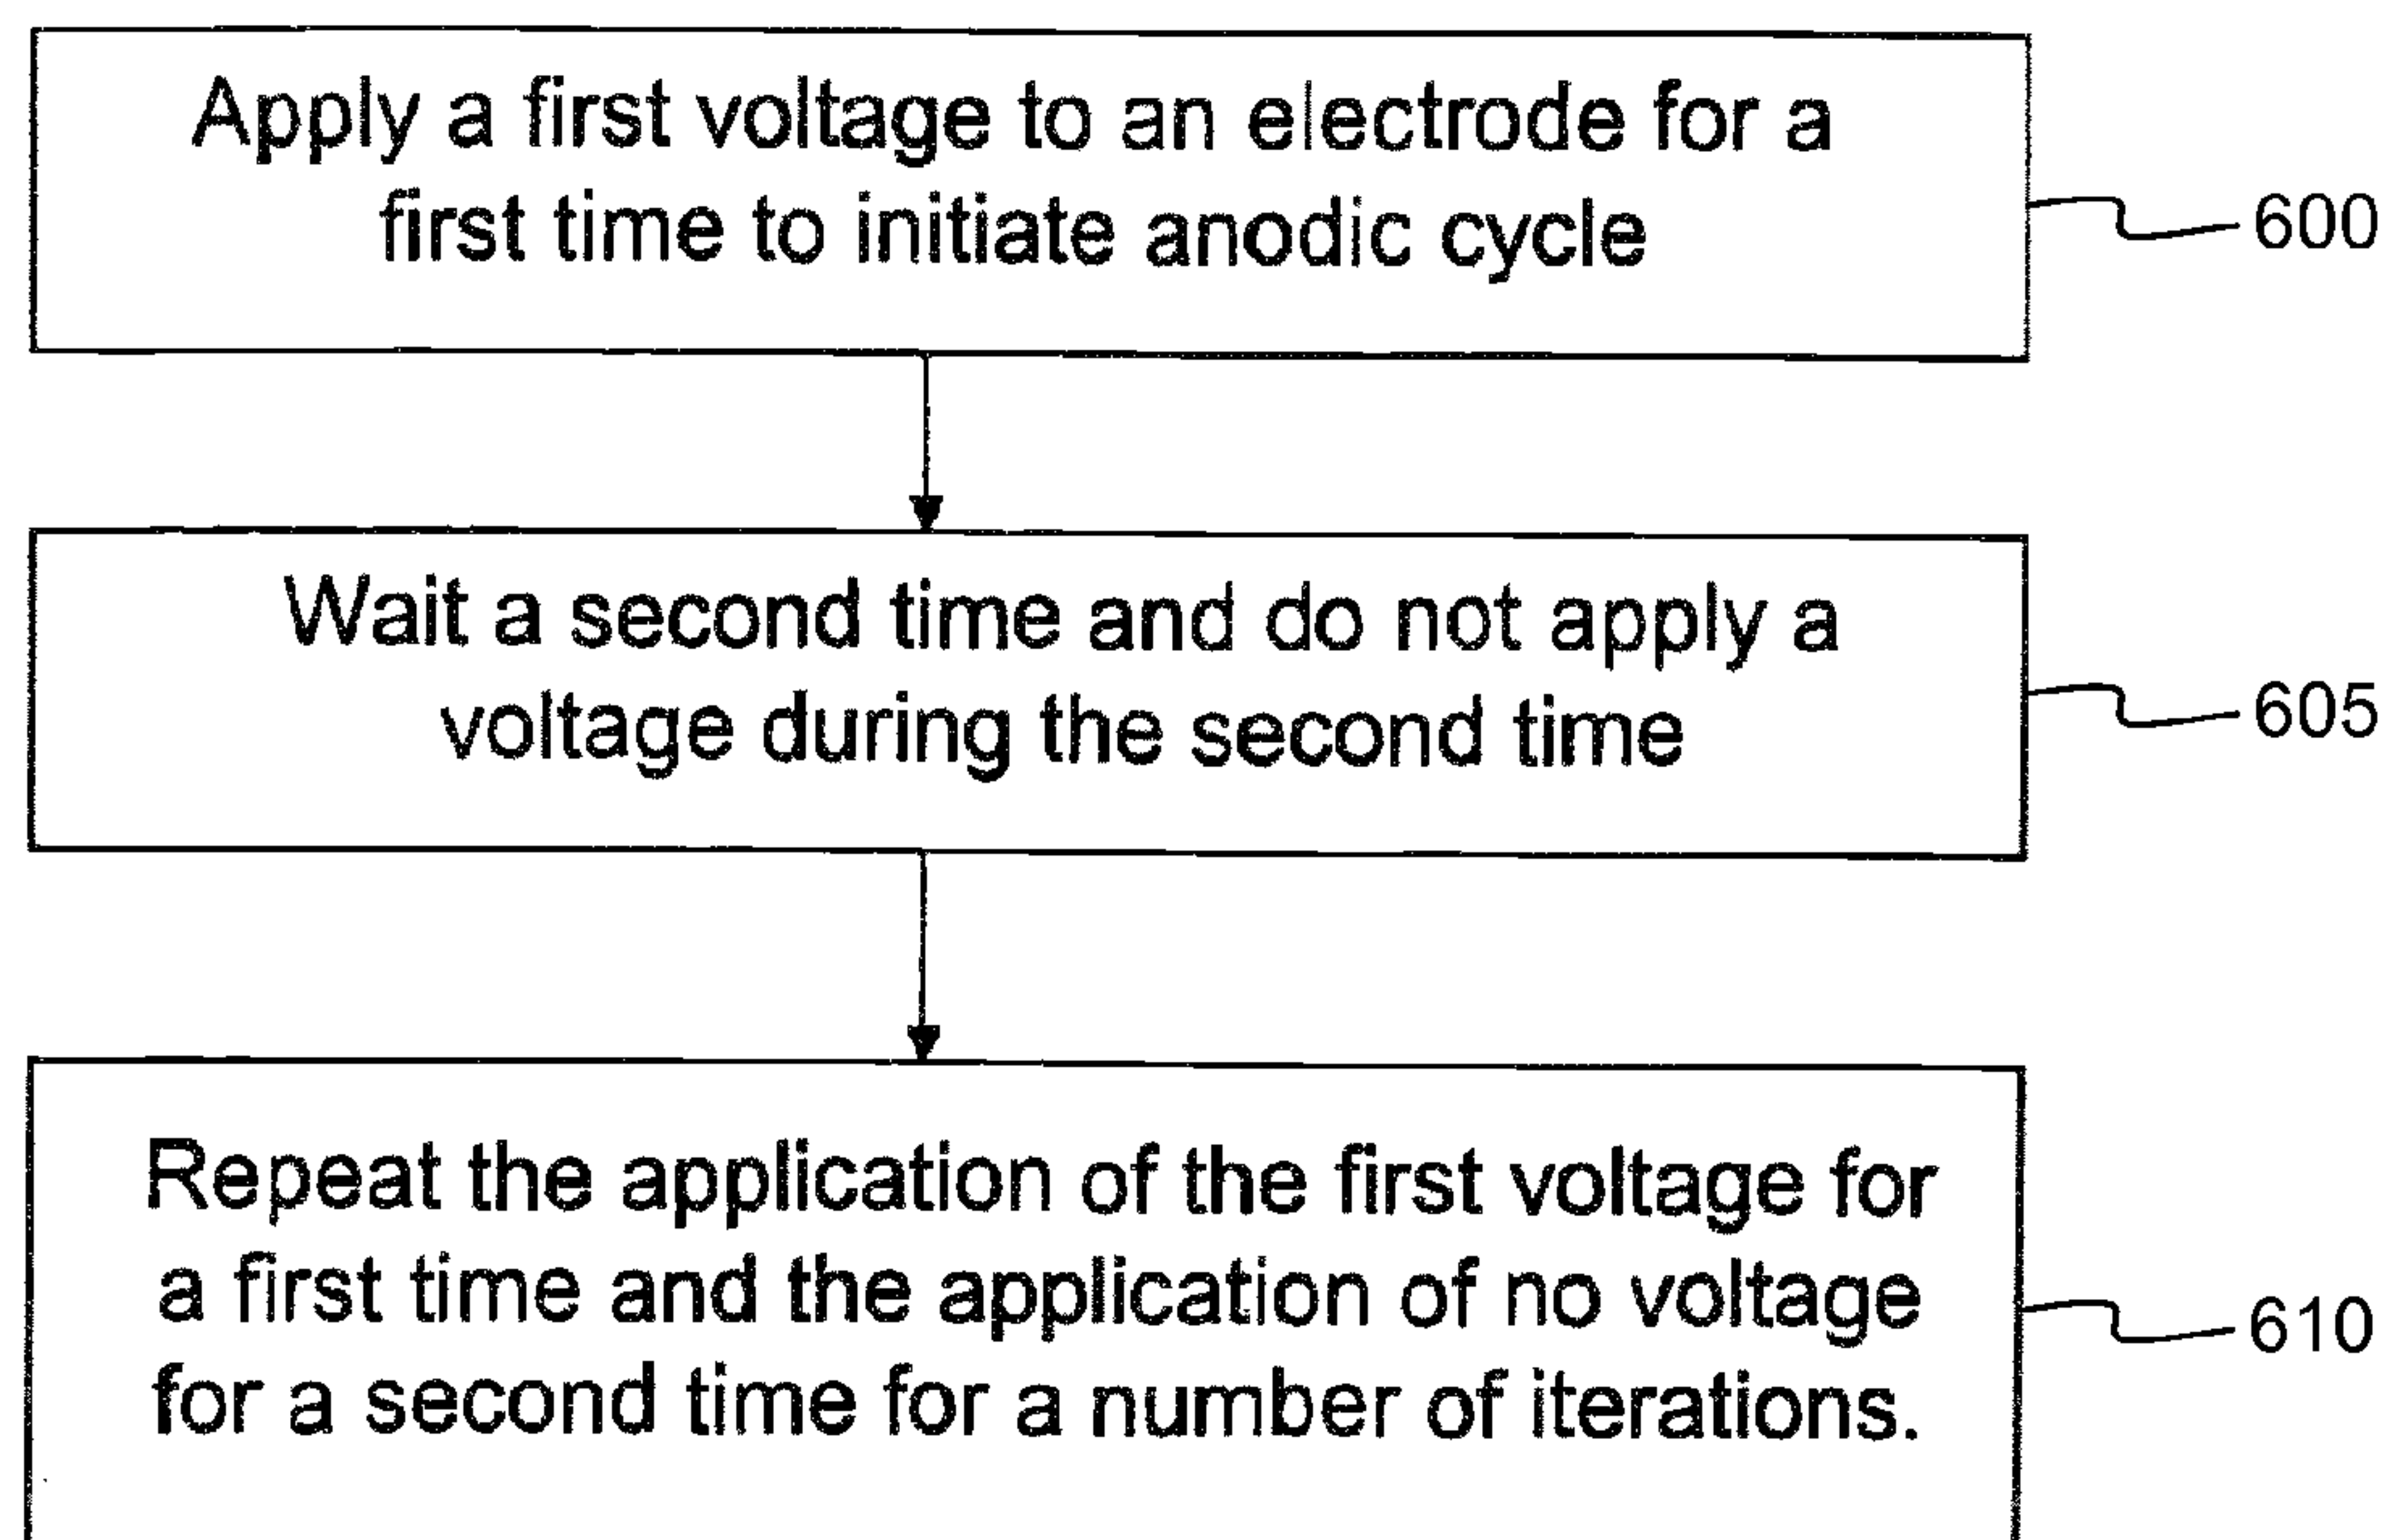 Apply a first voltage to an electrode for a
first time to initiate anodic cycle
600
Wait a second time and do not apply a
voltage during the second time
605
Repeat the application of the first voltage for
a first time and the application of no voltage
for a second time for a number of iterations.
610